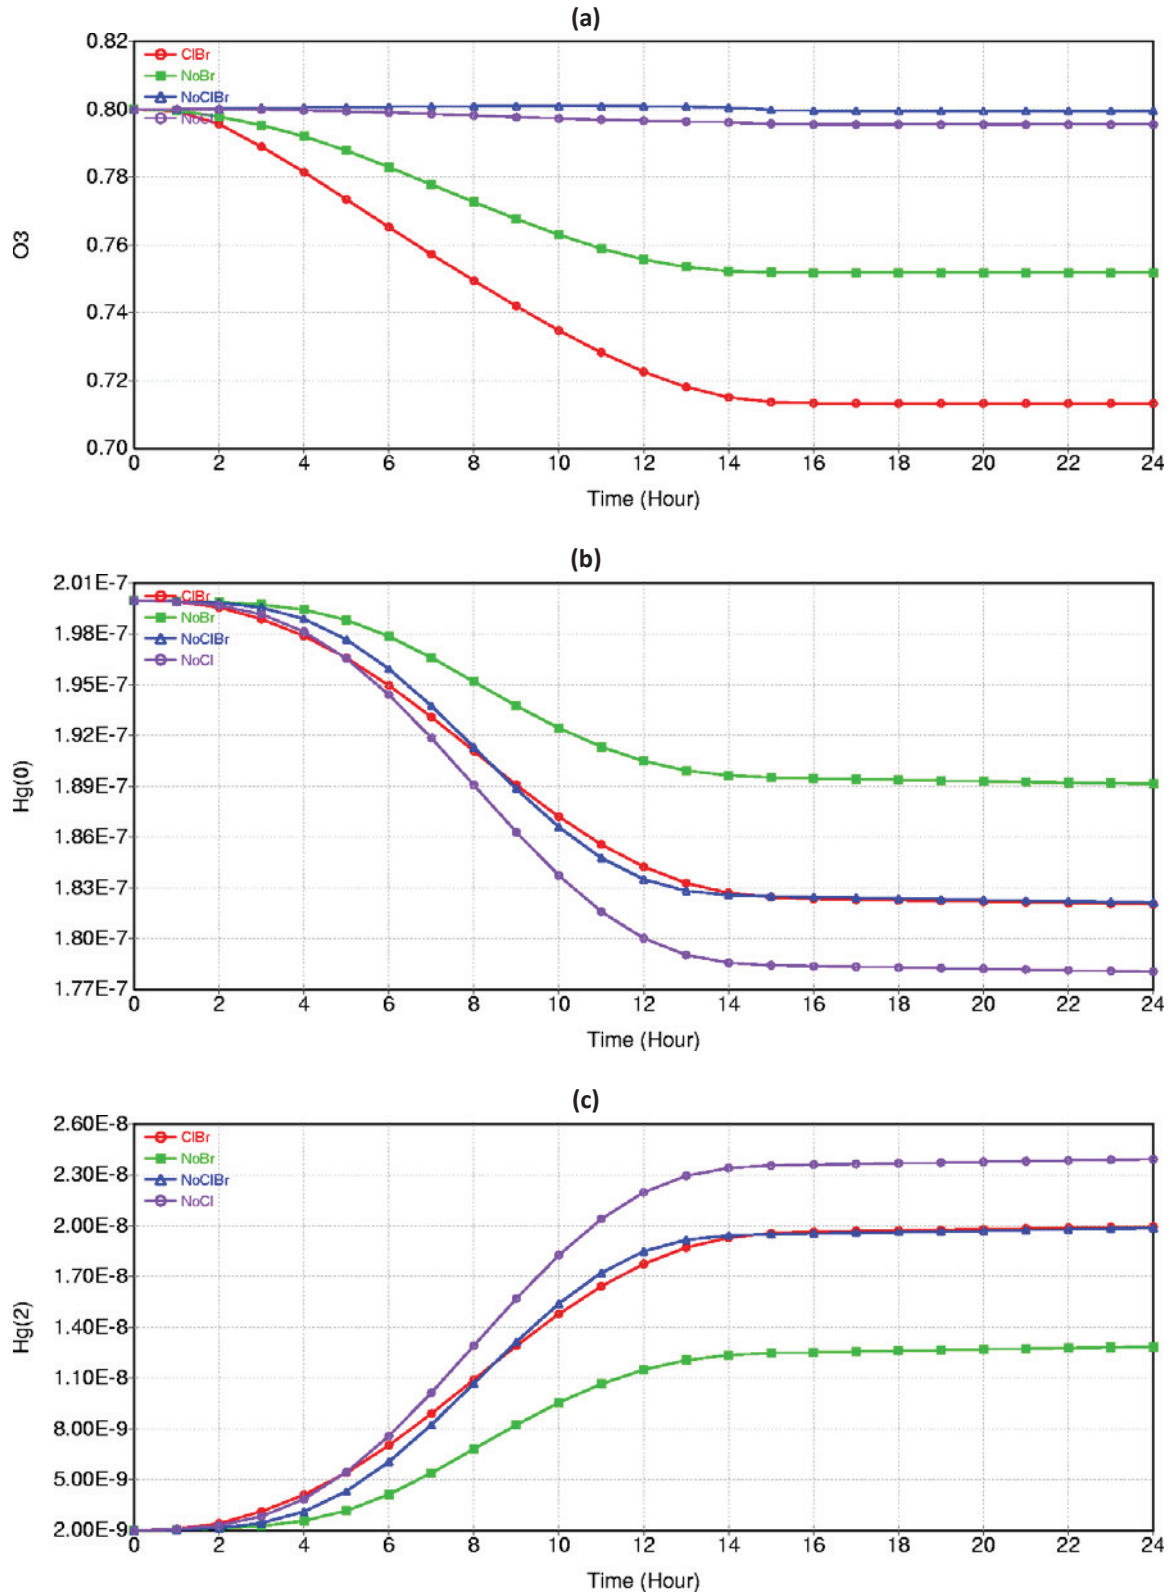 (a)
0.82
ClBr
NoBr
NoClBr
0.80
0.78
0.76
O3
0.74
0.72
0.70
0 2 4 6 8 10 12 14 16 18 20 22 24
Time (Hour)
(b)
2.01E-7
ClBr
NoBr
1.98E-7
NoClBr
NoCl
1.95E-7
1.92E-7
Hg(0)
1.89E-7
1.86E-7
1.83E-7
1.80E-7
1.77E-7
0 2 4 6 8 10 12 14 16 18 20 22 24
Time (Hour)
(c)
2.60E-8
ClBr
NoBr
2.30E-8
NoClBr
NoCl
2.00E-8
1.70E-8
Hg(2)
1.40E-8
1.10E-8
8.00E-9
5.00E-9
2.00E-9
0 2 4 6 8 10 12 14 16 18 20 22 24
Time (Hour)